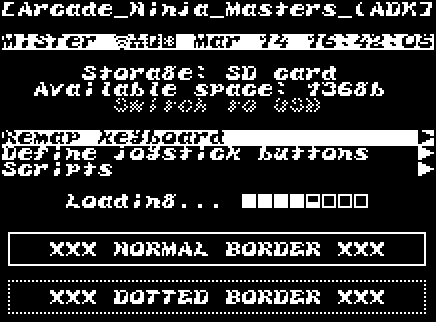 [Arcade_Ninja_Masters_(ADK]
MiSTer Mar 14 16:42:05
Storage: SD card
Available space: 736Gb
Switch to USB
Remap keyboard
Define joystick buttons
Scripts
Loading...
XXX NORMAL BORDER XXX
XXX DOTTED BORDER XXX